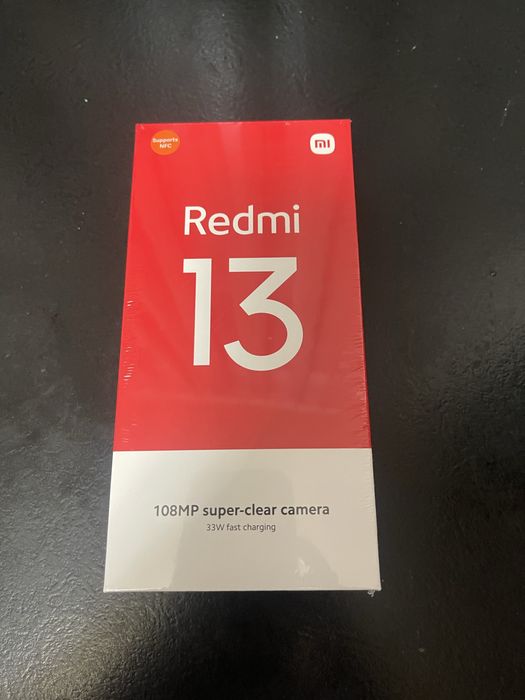 Supports
NFC
mi
Redmi
13
108MP super-clear camera
33W fast charging